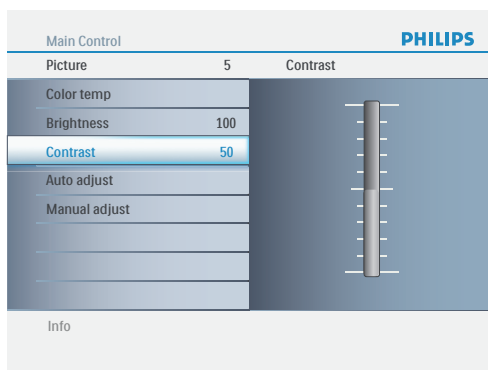 Main Control PHILIPS
Picture 5 Contrast
Color temp
Brightness 100
Contrast 50
Auto adjust
Manual adjust
Info